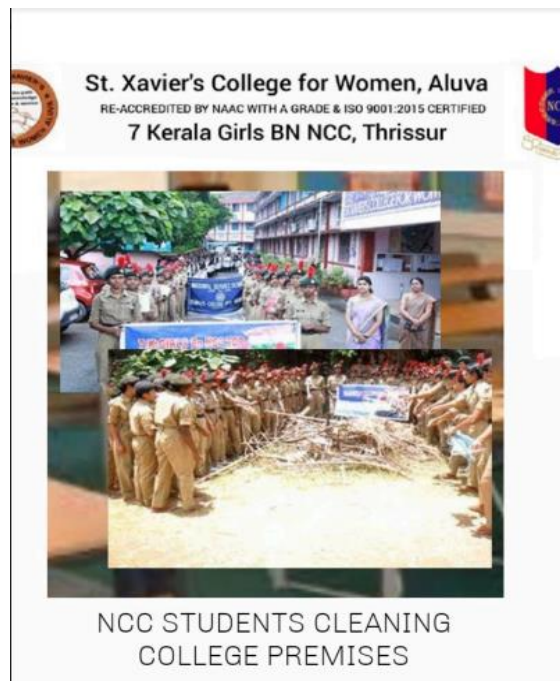 St. Xavier's College for Women, Aluva
RE-ACCREDITED BY NAAC WITH A GRADE & ISO 9001:2015 CERTIFIED
7 Kerala Girls BN NCC, Thrissur
NCC STUDENTS CLEANING
COLLEGE PREMISES